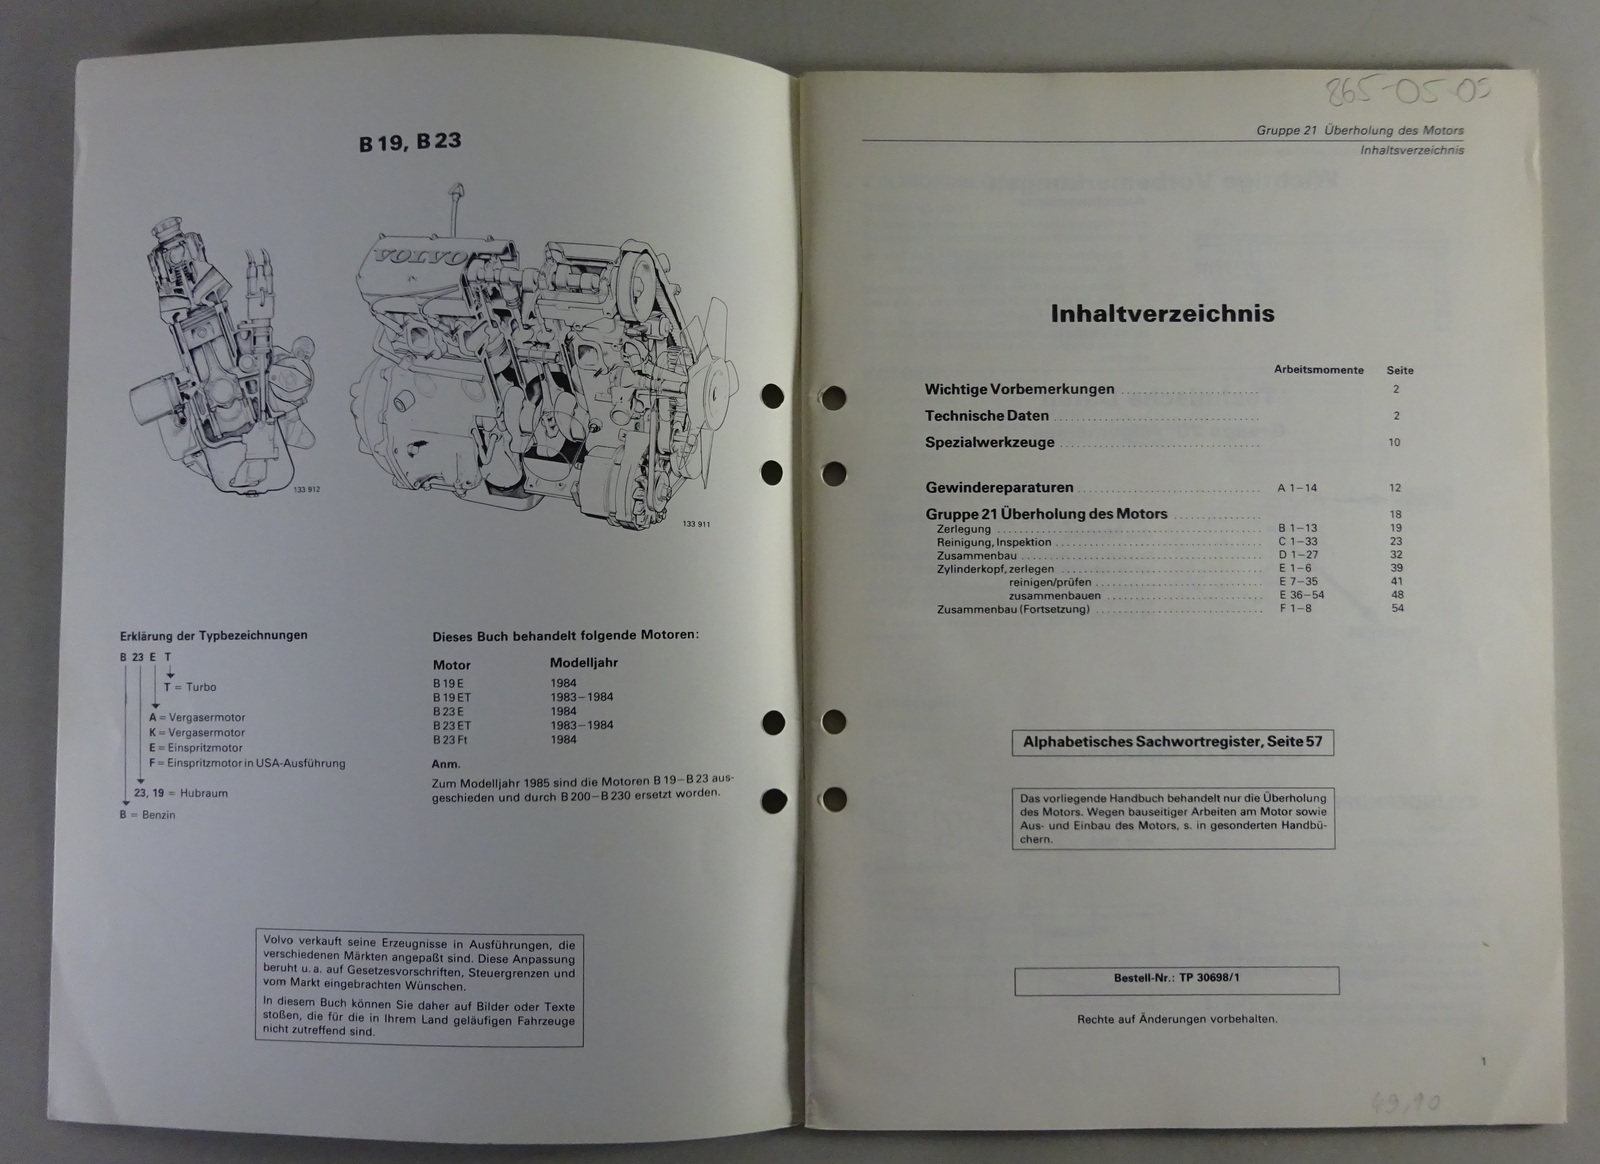 B 19, B 23
VOLVO
133 912
133 911
Erklärung der Typbezeichnungen
B 23 E T
T = Turbo
A = Vergasermotor
K = Vergasermotor
E = Einspritzmotor
F = Einspritzmotor in USA-Ausführung
23, 19 = Hubraum
B = Benzin
Dieses Buch behandelt folgende Motoren:
Motor Modelljahr
B 19 E 1984
B 19 ET 1983–1984
B 23 E 1984
B 23 ET 1983–1984
B 23 Ft 1984
Anm.
Zum Modelljahr 1985 sind die Motoren B 19–B 23 aus-
geschieden und durch B 200–B 230 ersetzt worden.
Volvo verkauft seine Erzeugnisse in Ausführungen, die
verschiedenen Märkten angepaßt sind. Diese Anpassung
beruht u. a. auf Gesetzesvorschriften, Steuergrenzen und
vom Markt eingebrachten Wünschen.
In diesem Buch können Sie daher auf Bilder oder Texte
stoßen, die für die in Ihrem Land geläufigen Fahrzeuge
nicht zutreffend sind.
865-05-05
Gruppe 21 Überholung des Motors
Inhaltsverzeichnis
Inhaltverzeichnis
Arbeitsmomente Seite
Wichtige Vorbemerkungen 2
Technische Daten 2
Spezialwerkzeuge 10
Gewindereparaturen A 1–14 12
Gruppe 21 Überholung des Motors 18
Zerlegung B 1–13 19
Reinigung, Inspektion C 1–33 23
Zusammenbau D 1–27 32
Zylinderkopf, zerlegen E 1–6 39
reinigen/prüfen E 7–35 41
zusammenbauen E 36–54 48
Zusammenbau (Fortsetzung) F 1–8 54
Alphabetisches Sachwortregister, Seite 57
Das vorliegende Handbuch behandelt nur die Überholung
des Motors. Wegen bauseitiger Arbeiten am Motor sowie
Aus- und Einbau des Motors, s. in gesonderten Handbü-
chern.
Bestell-Nr.: TP 30698/1
Rechte auf Änderungen vorbehalten.
1
49,10